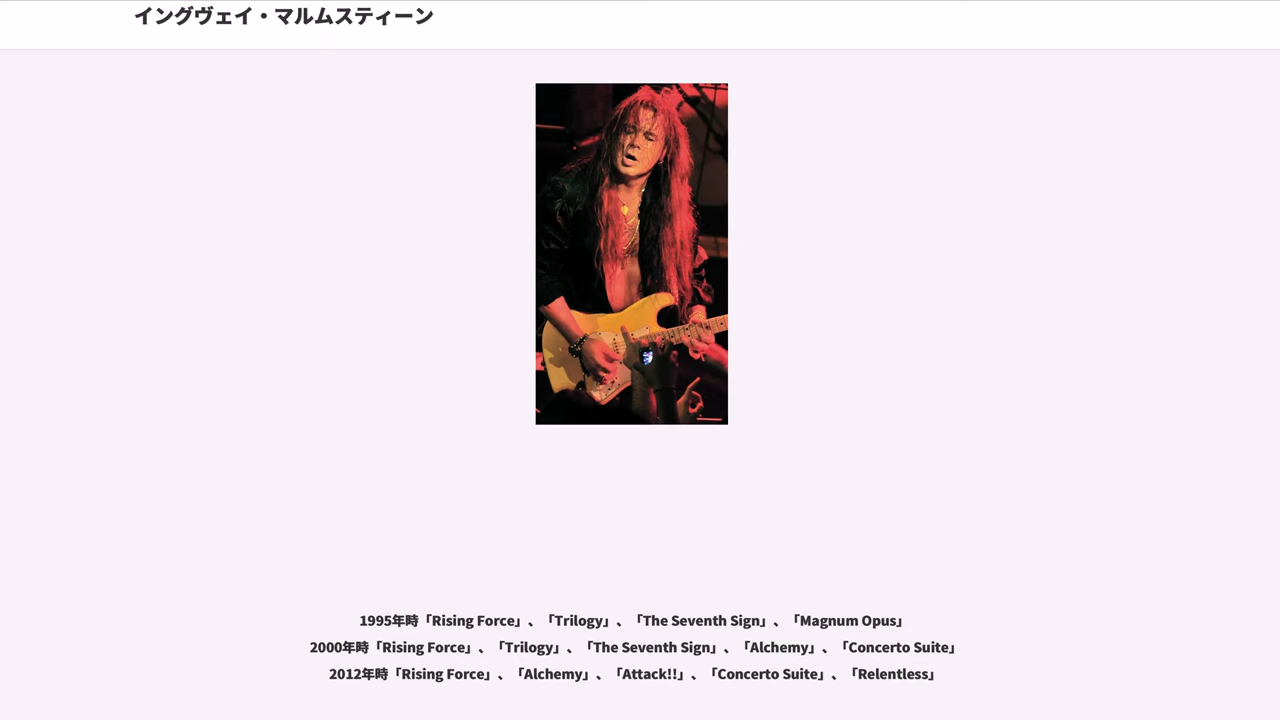 イングヴェイ・マルムスティーン
1995年時「Rising Force」、「Trilogy」、「The Seventh Sign」、「Magnum Opus」
2000年時「Rising Force」、「Trilogy」、「The Seventh Sign」、「Alchemy」、「Concerto Suite」
2012年時「Rising Force」、「Alchemy」、「Attack!!」、「Concerto Suite」、「Relentless」